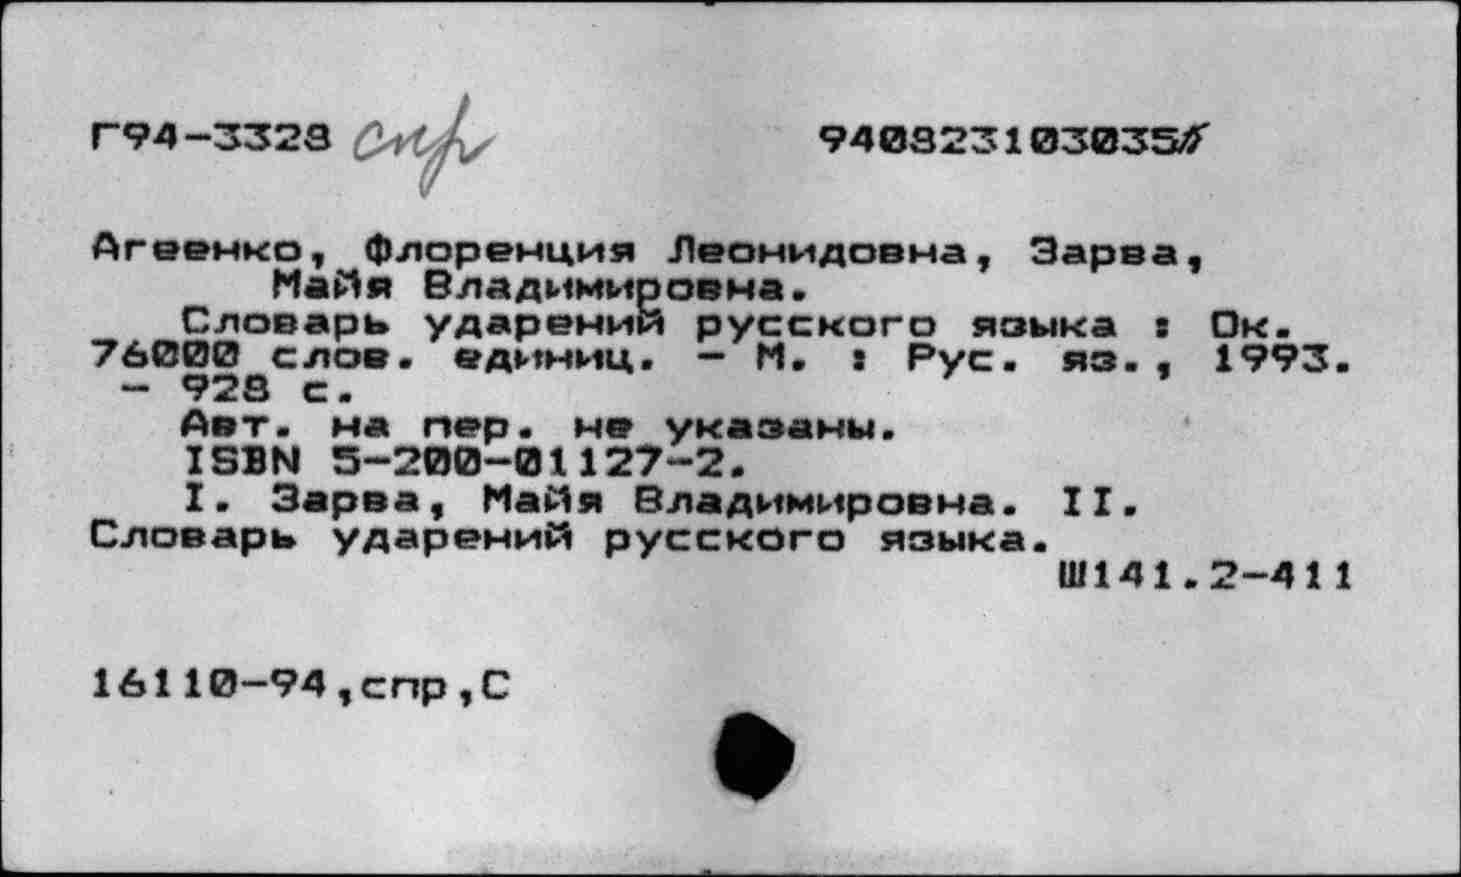 Г94-3328 спр 940823103035//
Агеенко, Флоренция Леонидовна, Зарва,
Майя Владимировна.
Словарь ударений русского языка : Ок.
76000 слов. единиц. - М. : Рус. яз., 1993.
- 928 с.
Авт. на пер. не указаны.
ISBN 5-200-01127-2.
I. Зарва, Майя Владимировна. II.
Словарь ударений русского языка.
Ш141.2-411
16110-94,спр,С